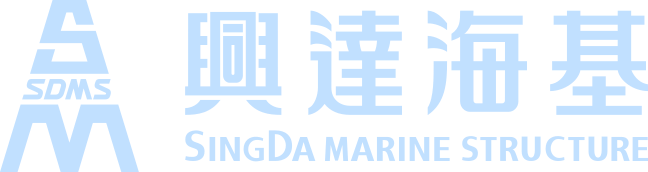 SDMS
興達海基
SINGDA MARINE STRUCTURE